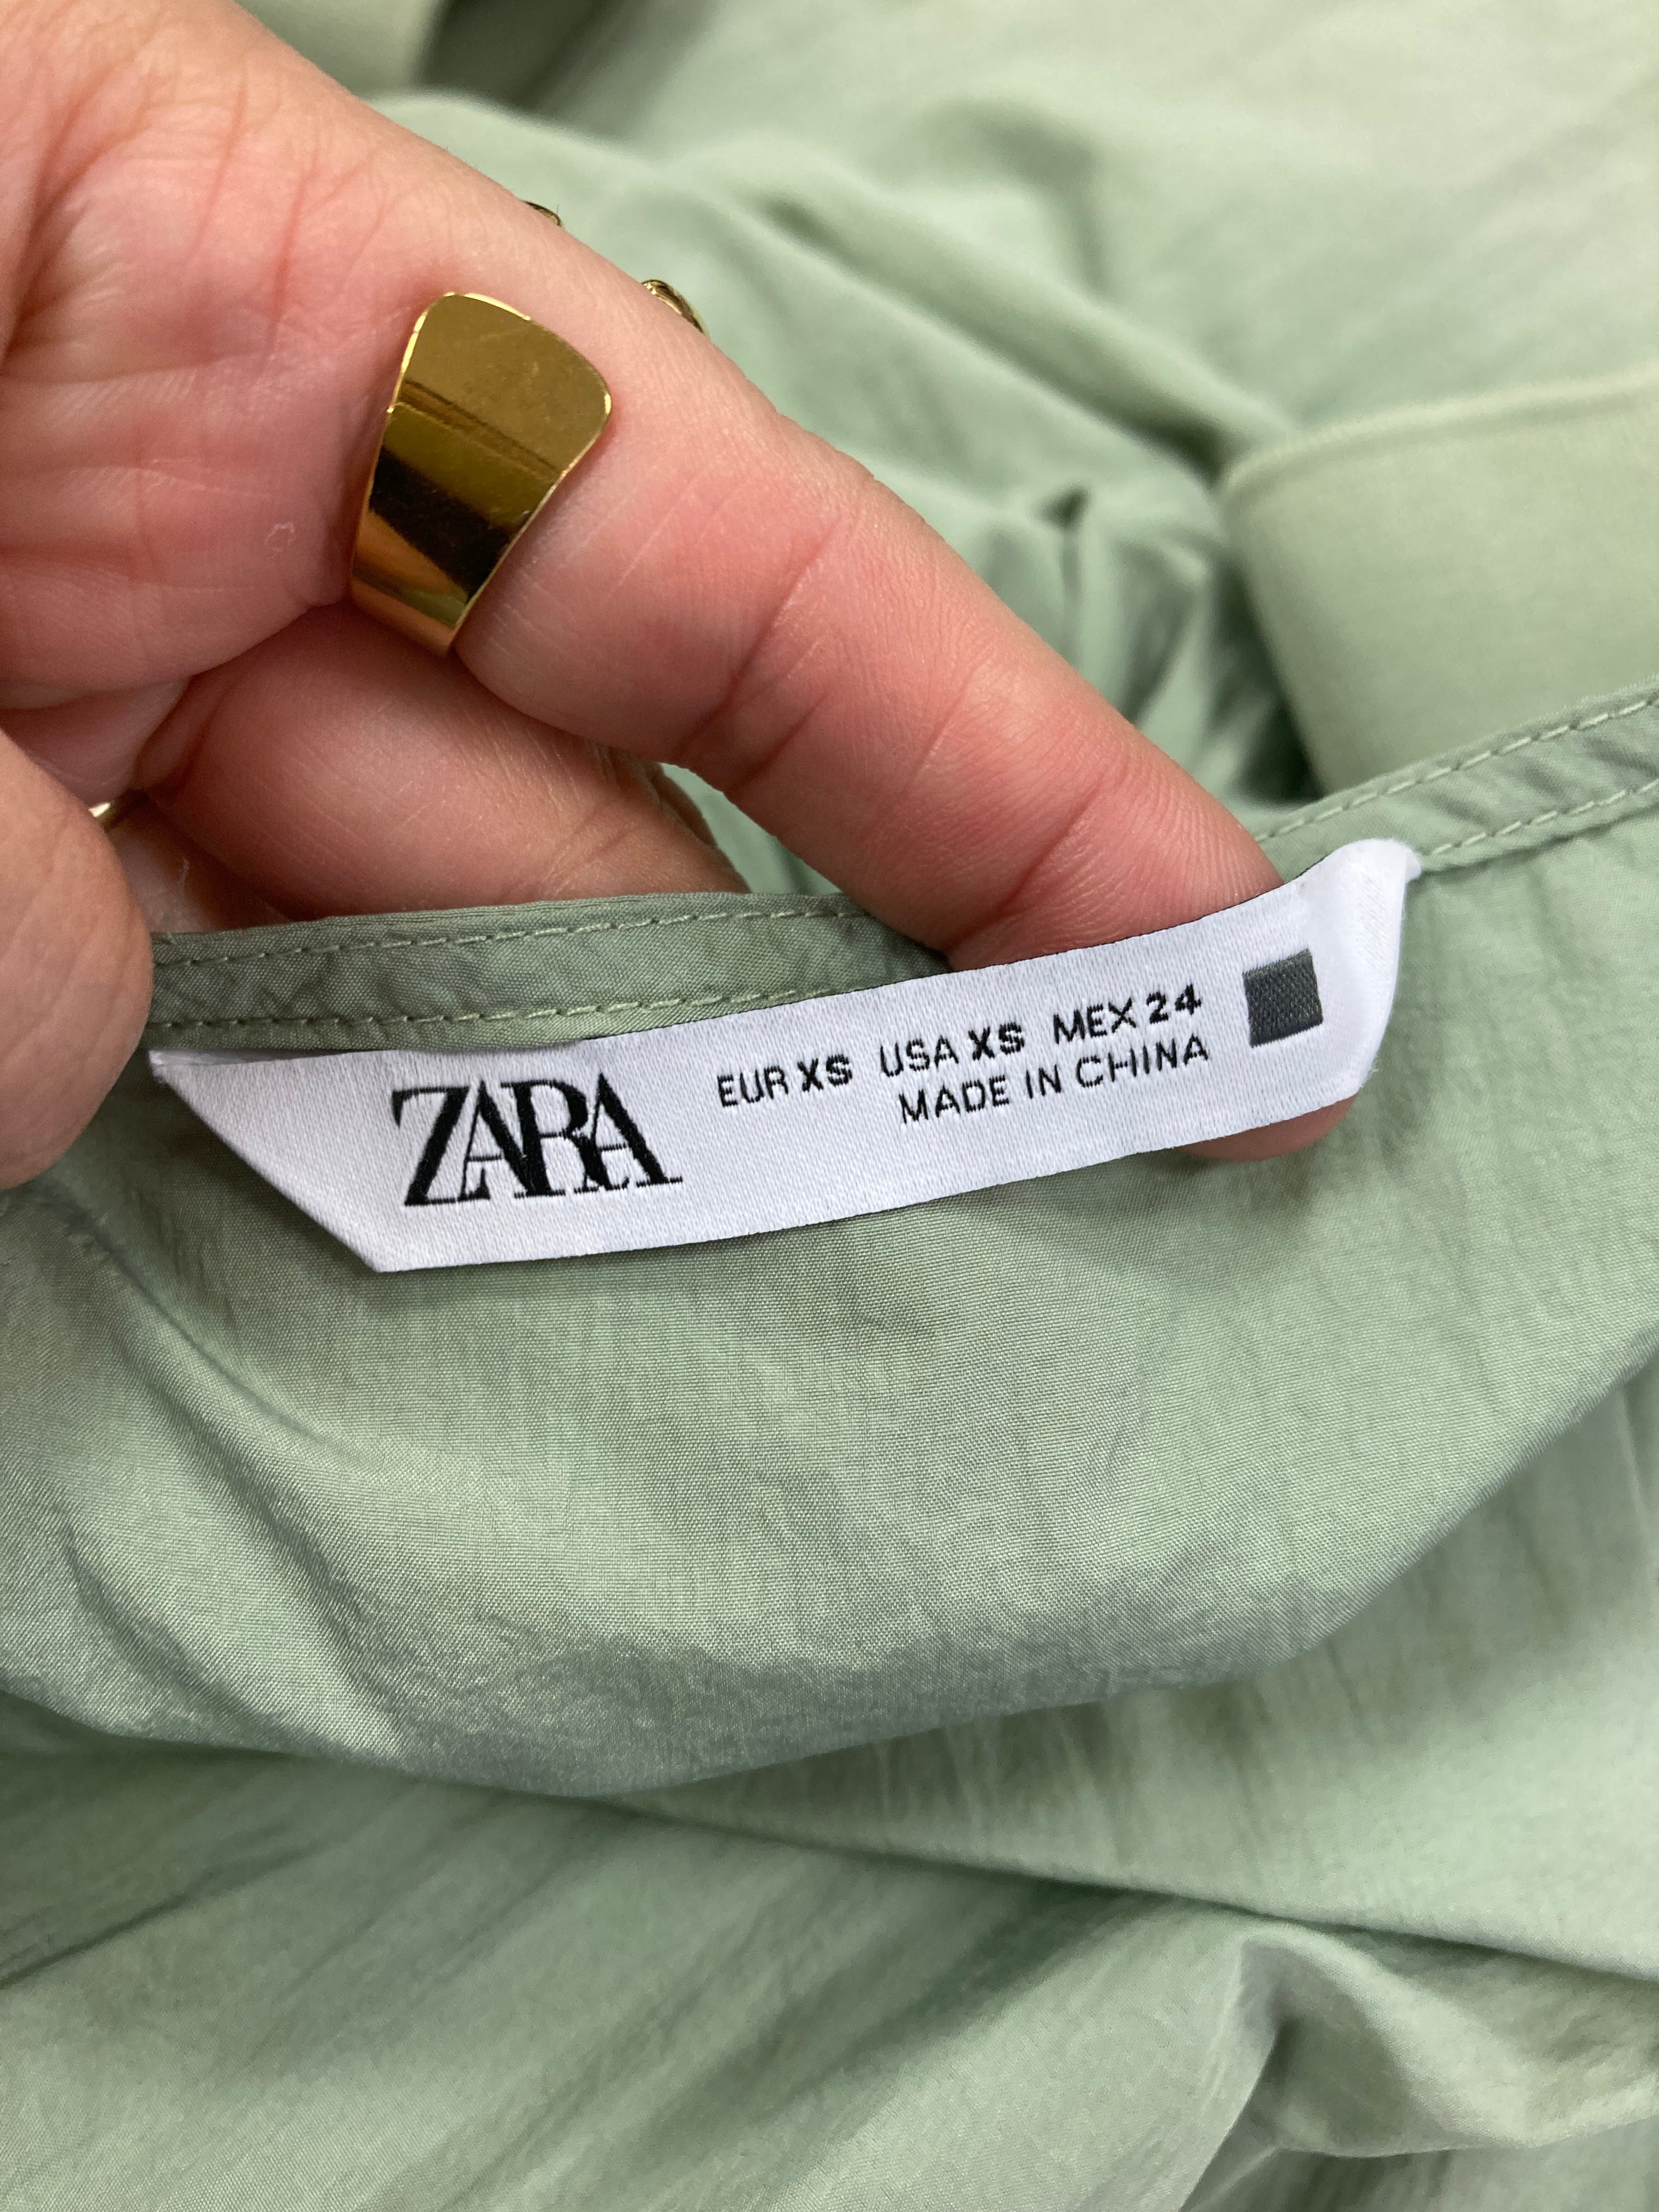 ZARA
EUR XS USA XS MEX 24
MADE IN CHINA